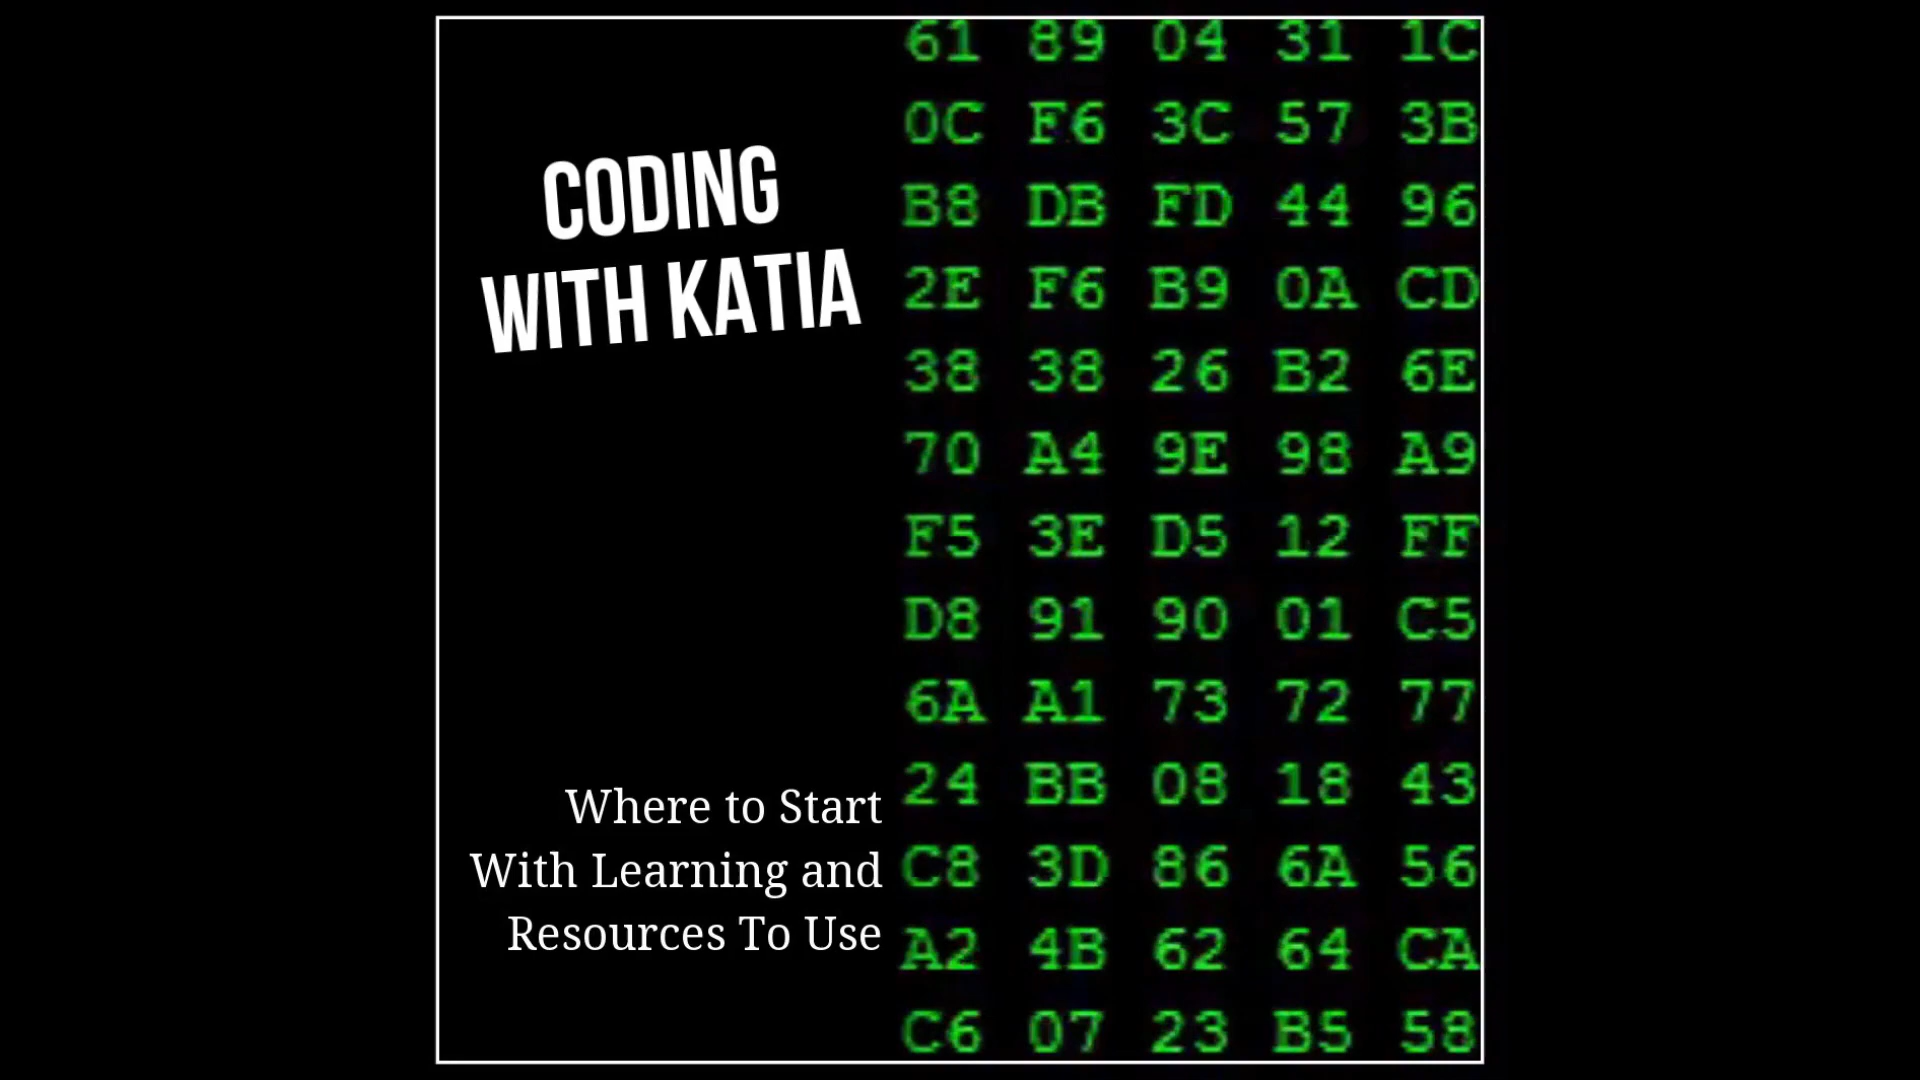 CODING
WITH KATIA
Where to Start
With Learning and
Resources To Use
61 89 04 31 1C
0C F6 3C 57 3B
B8 DB FD 44 96
2E F6 B9 0A CD
38 38 26 B2 6E
70 A4 9E 98 A9
F5 3E D5 12 FF
D8 91 90 01 C5
6A A1 73 72 77
24 BB 08 18 43
C8 3D 86 6A 56
A2 4B 62 64 CA
C6 07 23 B5 58